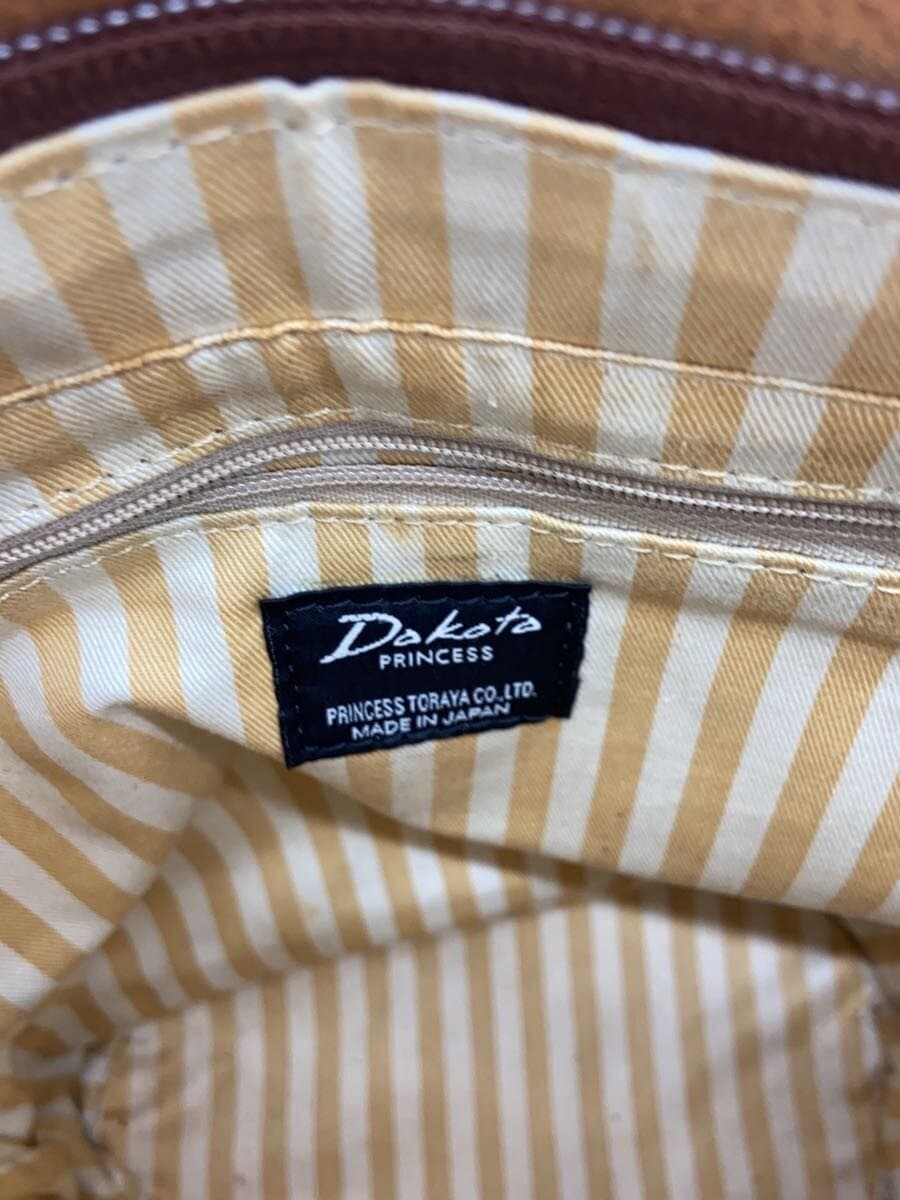 Dakota
PRINCESS
PRINCESS TORAYA CO.,LTD.
MADE IN JAPAN